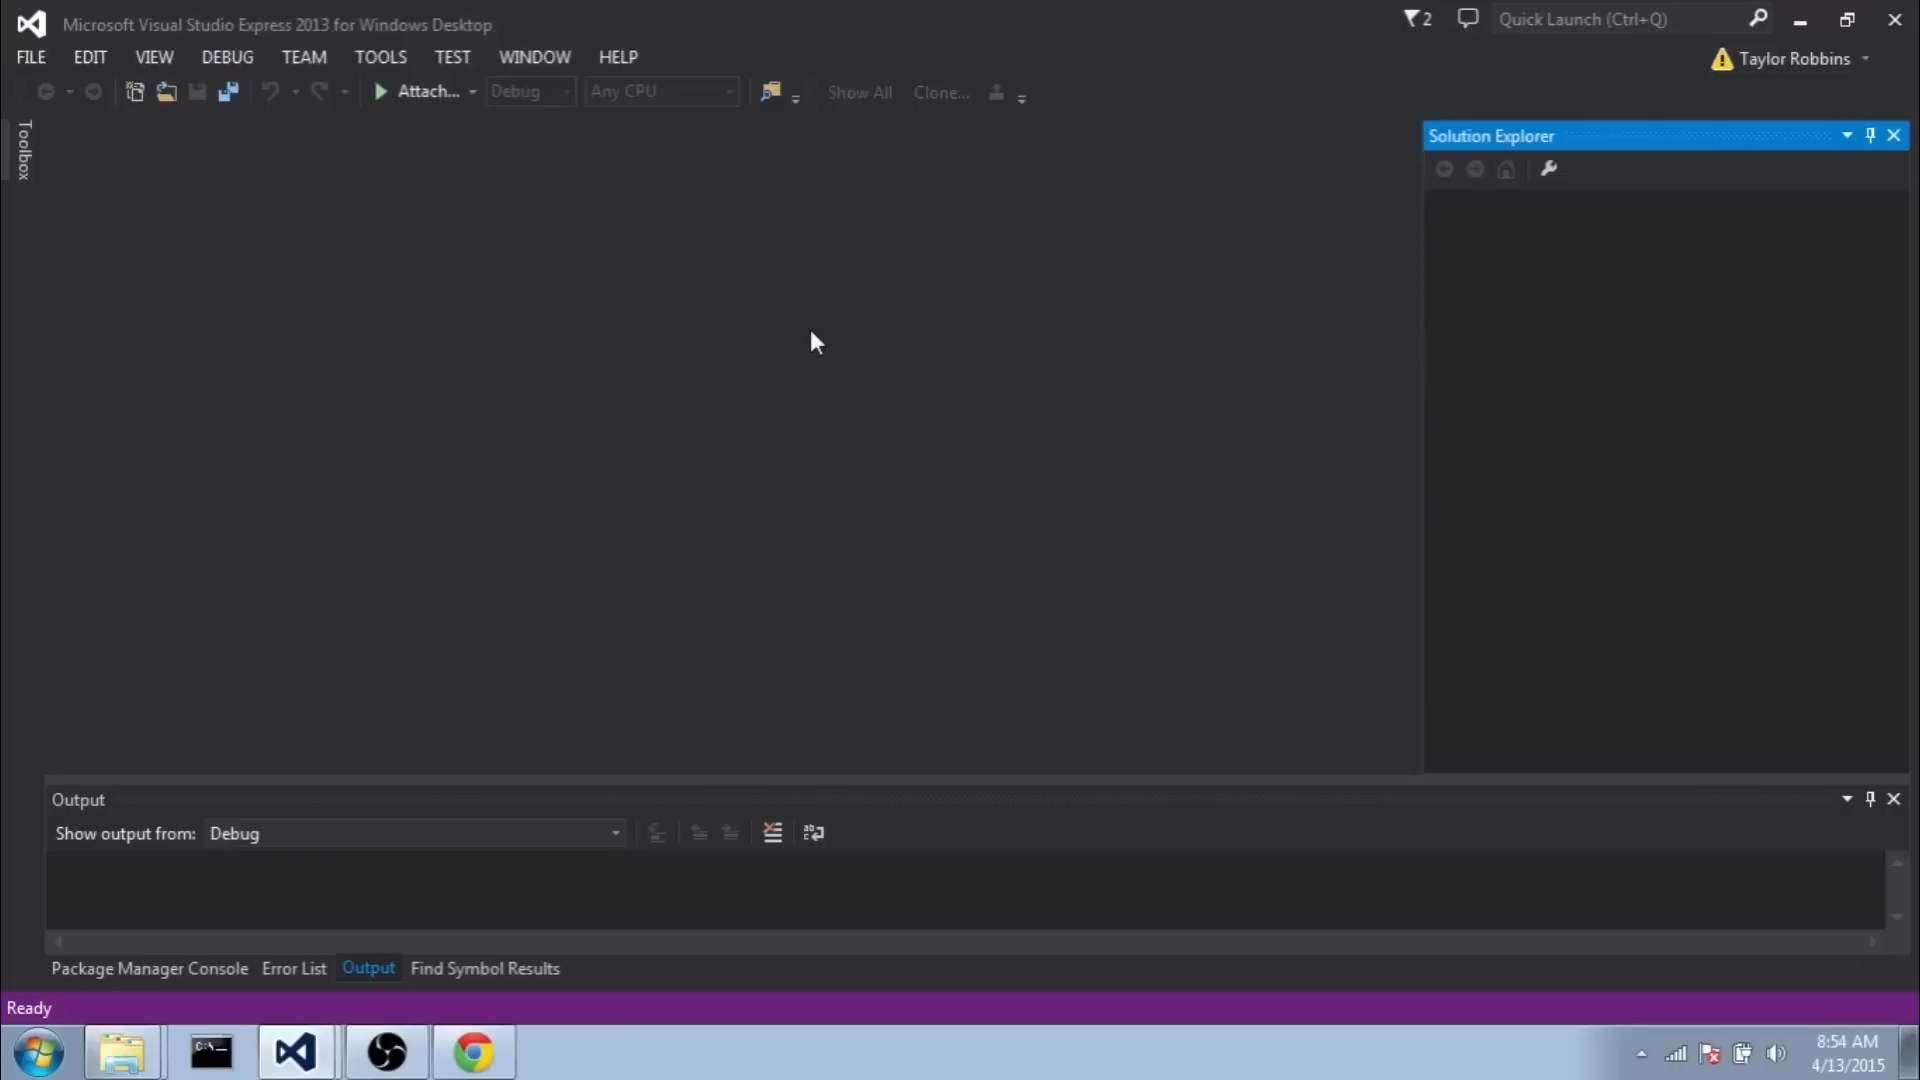 Microsoft Visual Studio Express 2013 for Windows Desktop
2
Quick Launch (Ctrl+Q)
FILE EDIT VIEW DEBUG TEAM TOOLS TEST WINDOW HELP
Taylor Robbins
Attach... Debug Any CPU Show All Clone...
Toolbox
Solution Explorer
Output
Show output from: Debug
Package Manager Console Error List Output Find Symbol Results
Ready
8:54 AM
4/13/2015